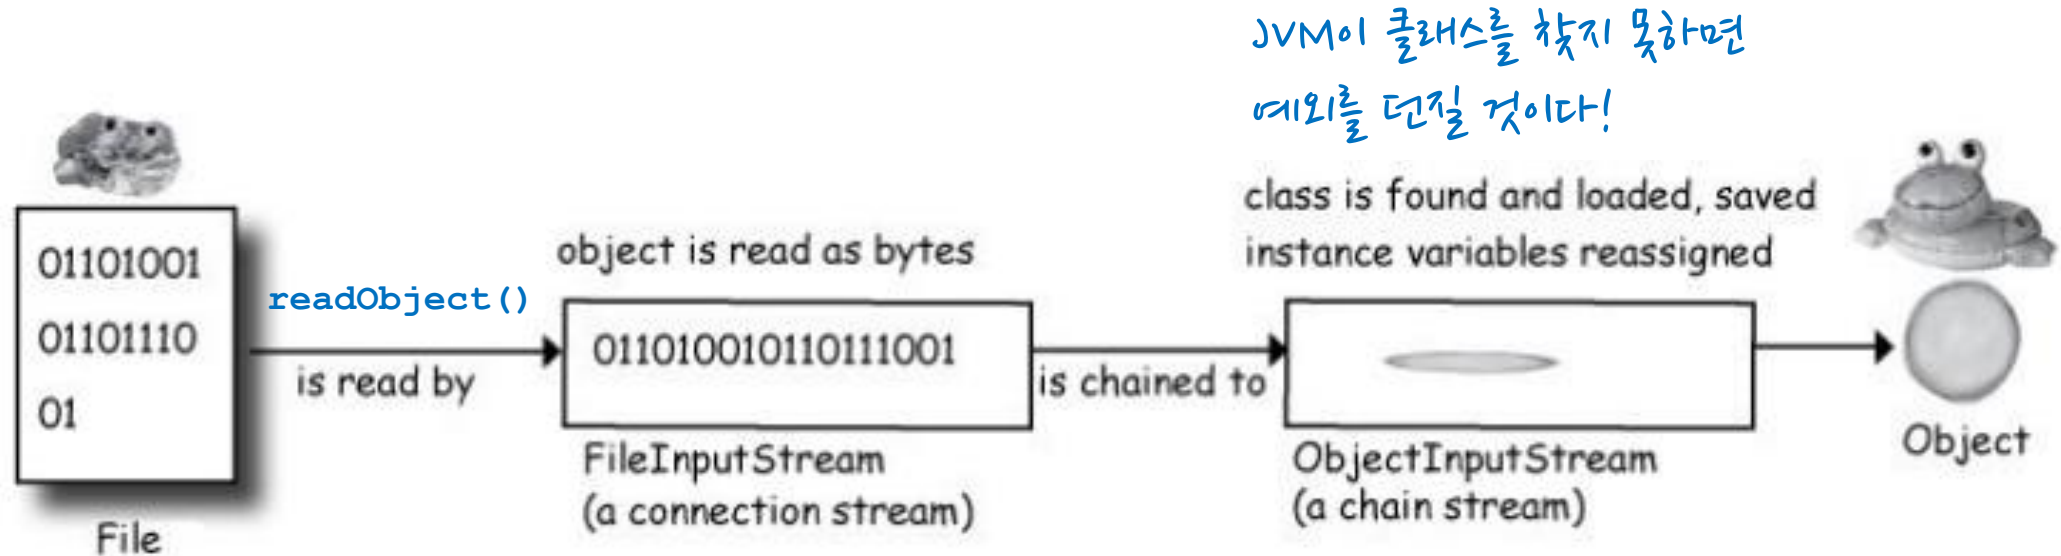 JVM이 클래스를 찾지 못하면
예외를 던질 것이다!
class is found and loaded, saved
instance variables reassigned
object is read as bytes
01101001
01101110
01
readObject()
is read by
011010010110111001
is chained to
File
FileInputStream
(a connection stream)
ObjectInputStream
(a chain stream)
Object